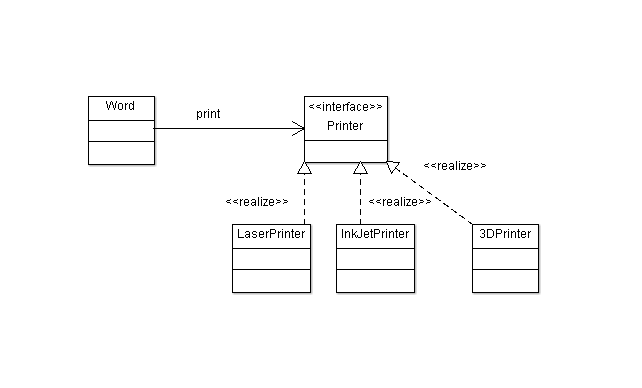 Word
print
<<interface>>
Printer
<<realize>>
<<realize>>
<<realize>>
LaserPrinter
InkJetPrinter
3DPrinter